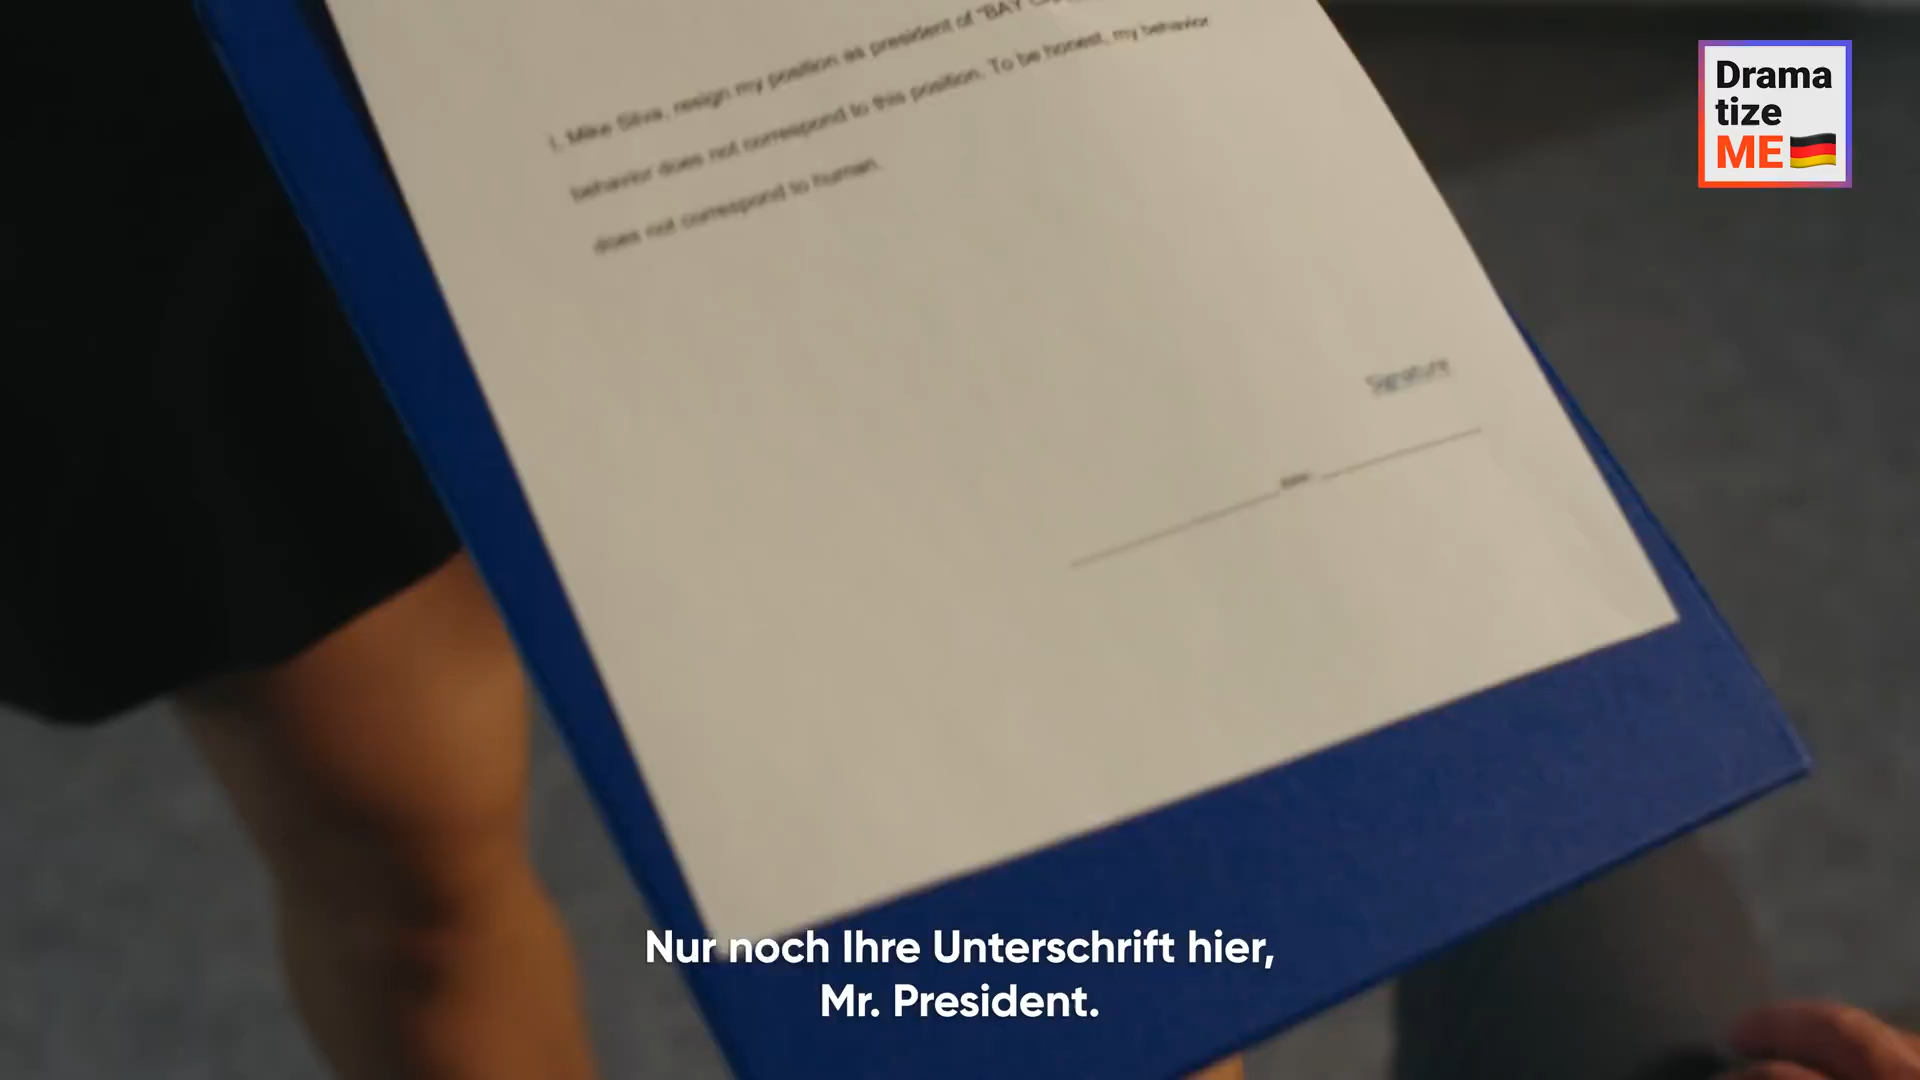 I, Mike Silva, resign my position as president of "BAY
behavior does not correspond to this position. To be honest, my behavior
does not correspond to human.
Signature
Drama
tize
ME
Nur noch Ihre Unterschrift hier,
Mr. President.